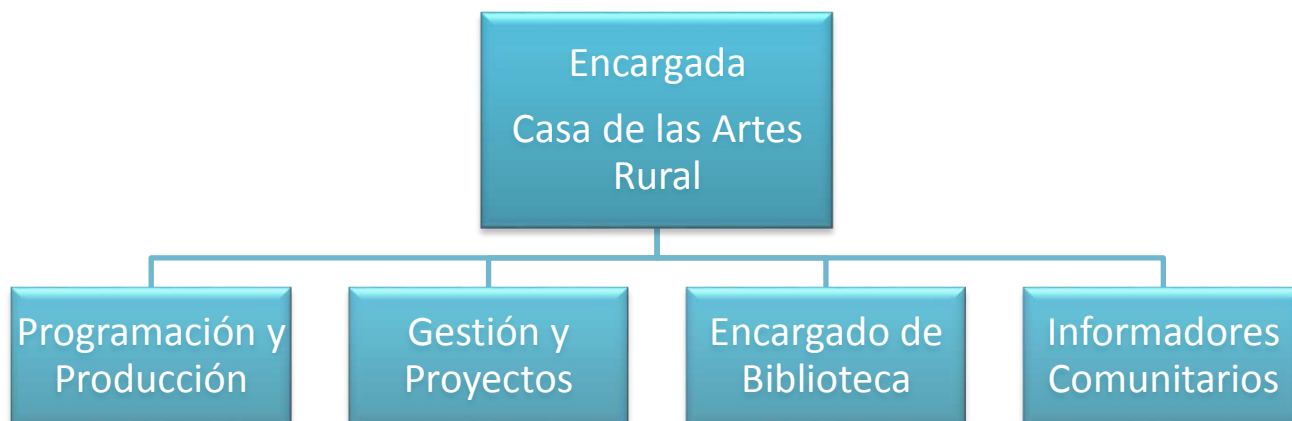 Encargada
Casa de las Artes
Rural
Programación y
Producción
Gestión y
Proyectos
Encargado de
Biblioteca
Informadores
Comunitarios